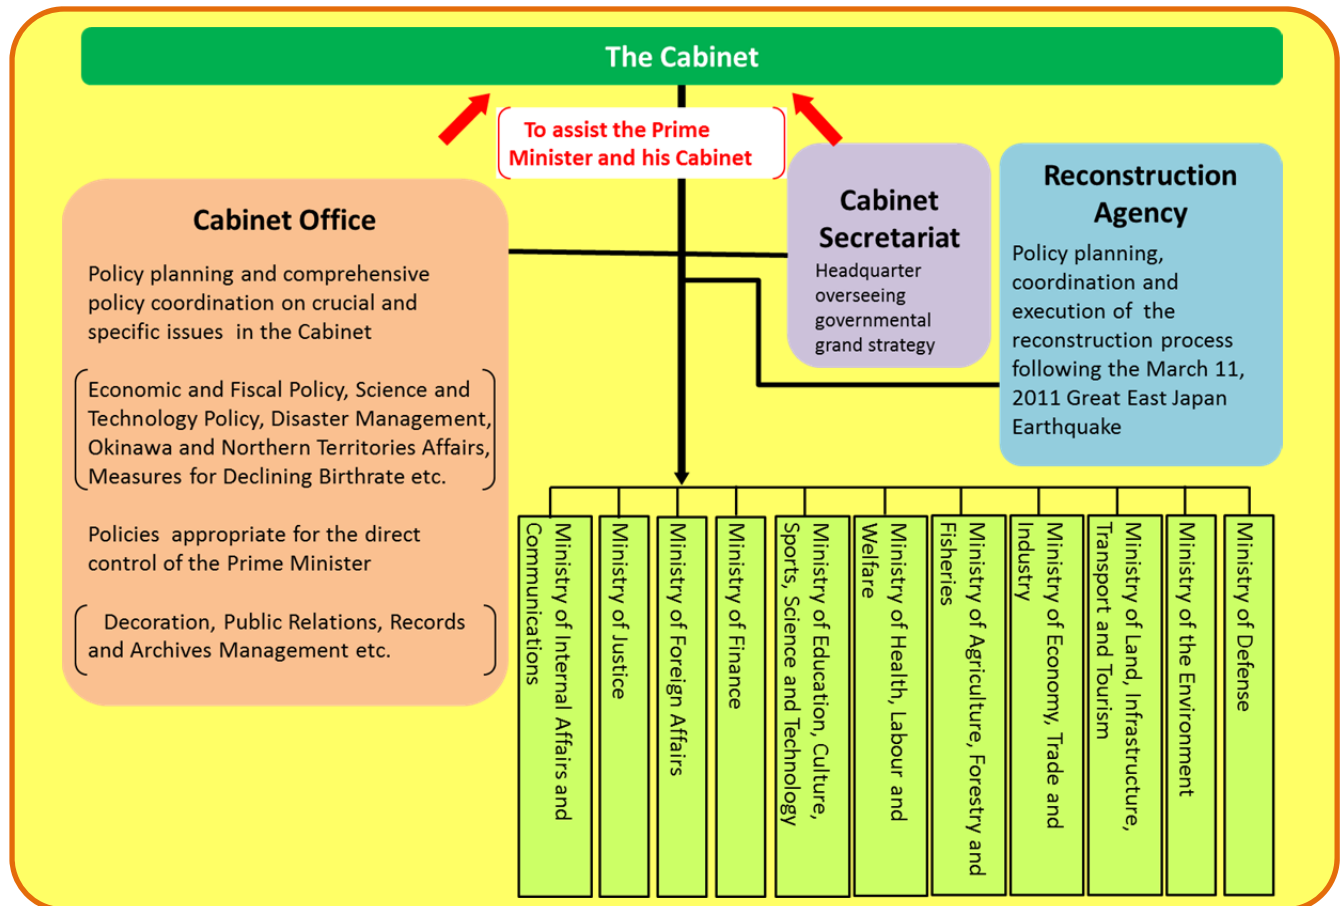 The Cabinet
To assist the Prime
Minister and his Cabinet
Cabinet Office
Policy planning and comprehensive
policy coordination on crucial and
specific issues in the Cabinet
Economic and Fiscal Policy, Science and
Technology Policy, Disaster Management,
Okinawa and Northern Territories Affairs,
Measures for Declining Birthrate etc.
Policies appropriate for the direct
control of the Prime Minister
Decoration, Public Relations, Records
and Archives Management etc.
Cabinet
Secretariat
Headquarter
overseeing
governmental
grand strategy
Reconstruction
Agency
Policy planning,
coordination and
execution of the
reconstruction process
following the March 11,
2011 Great East Japan
Earthquake
Ministry of Internal Affairs and
Communications
Ministry of Justice
Ministry of Foreign Affairs
Ministry of Finance
Ministry of Education, Culture,
Sports, Science and Technology
Ministry of Health, Labour and
Welfare
Ministry of Agriculture, Forestry and
Fisheries
Ministry of Economy, Trade and
Industry
Ministry of Land, Infrastructure,
Transport and Tourism
Ministry of the Environment
Ministry of Defense